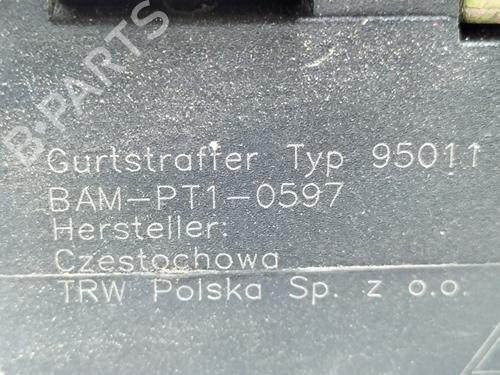 B-PARTS
Gurtstraffer Typ 95011
BAM-PT1-0597
Hersteller:
Czestochowa
TRW Polska Sp. z o.o.